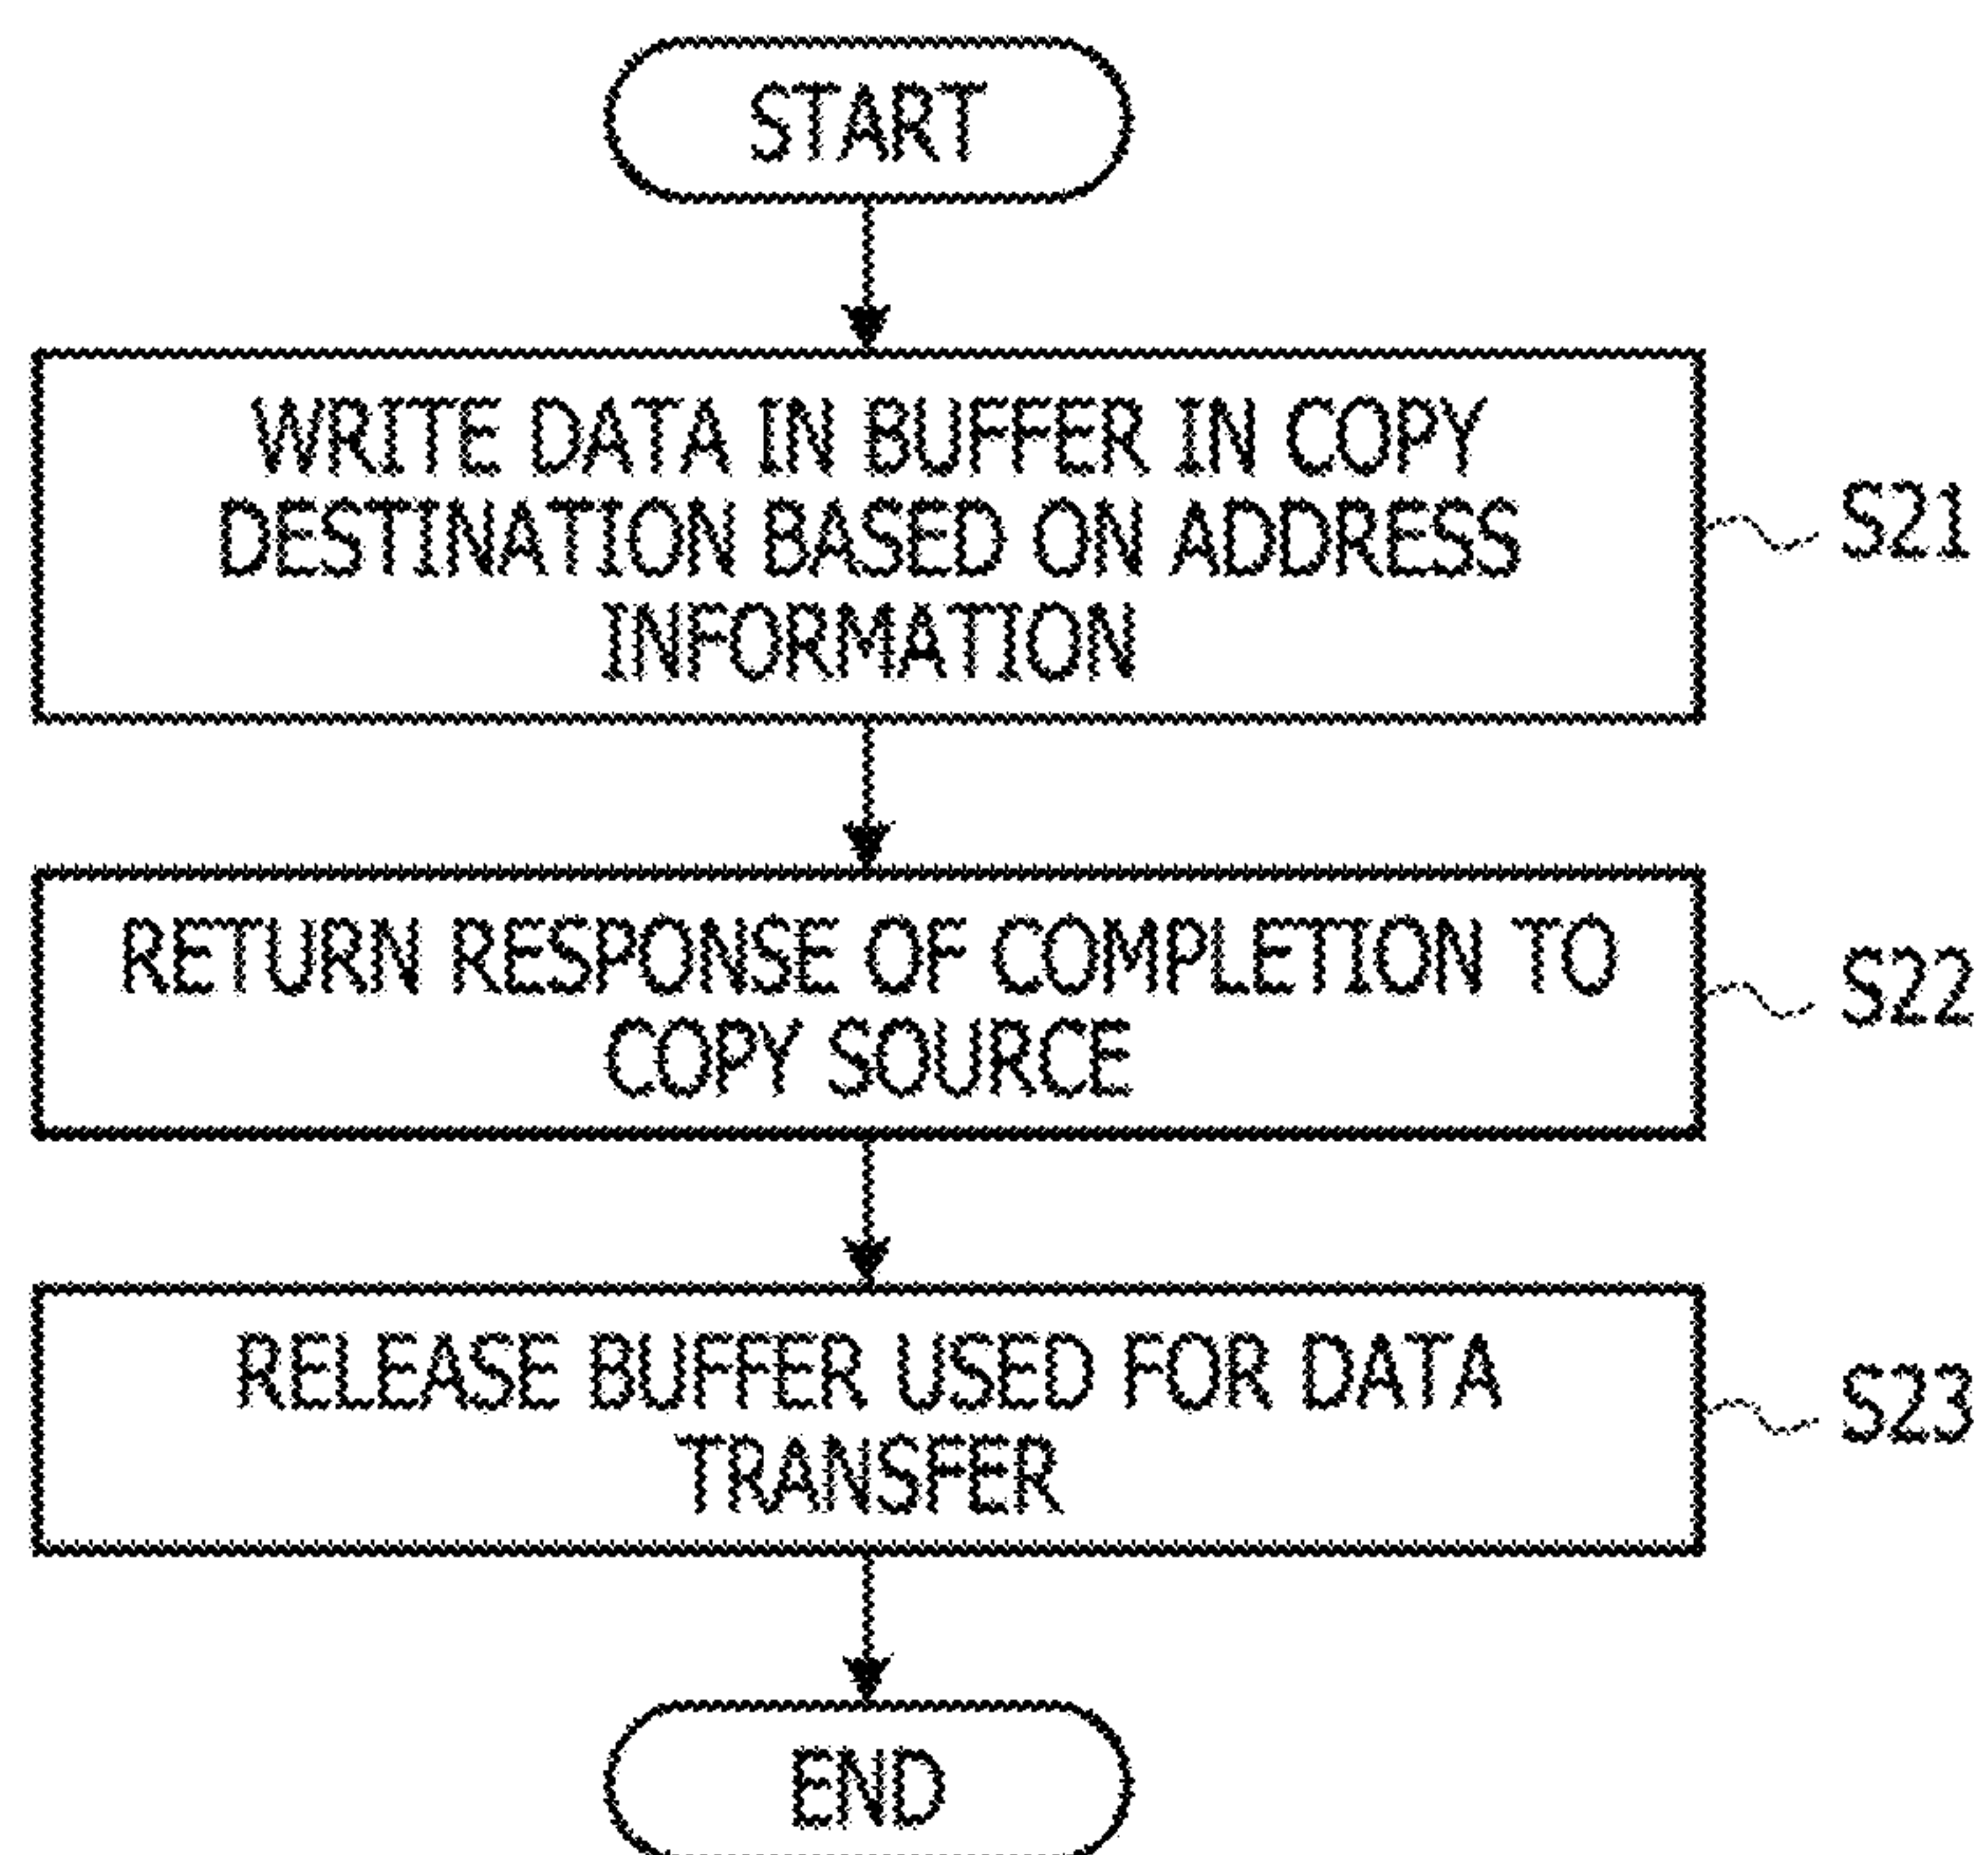 START
WRITE DATA IN BUFFER IN COPY
DESTINATION BASED ON ADDRESS
INFORMATION
S21
RETURN RESPONSE OF COMPLETION TO
COPY SOURCE
S22
RELEASE BUFFER USED FOR DATA
TRANSFER
S23
END